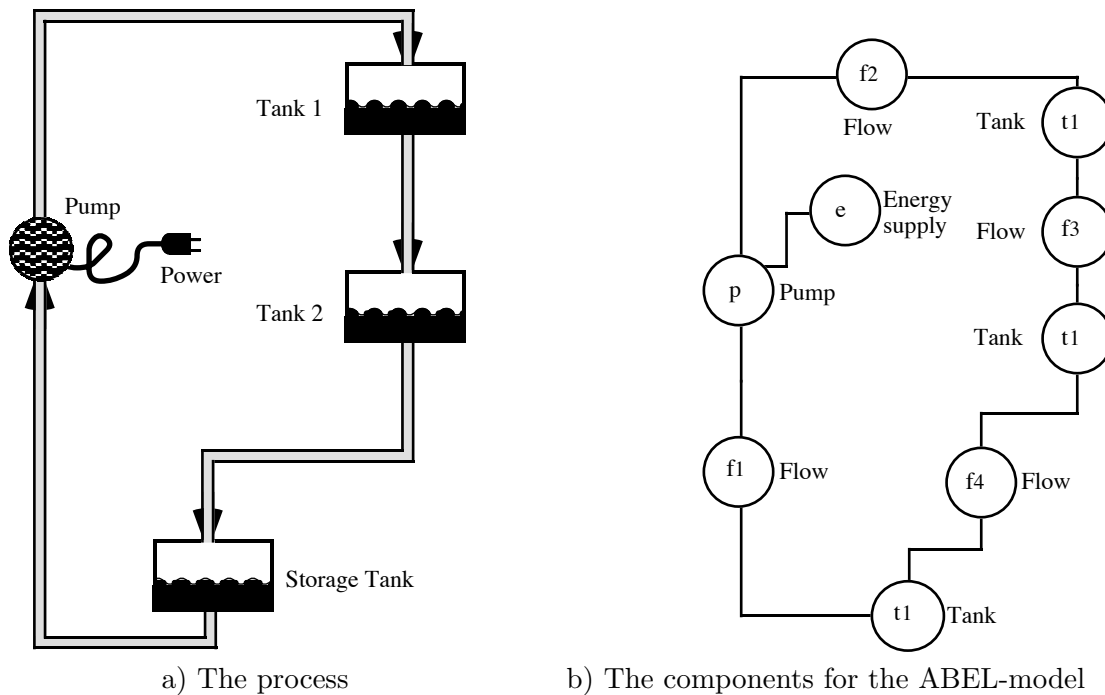 Tank 1
Pump
Power
Tank 2
Storage Tank
a) The process
f2
Flow
Tank
t1
e
Energy
supply
Flow
f3
p
Pump
Tank
t1
f1
Flow
f4
Flow
t1
Tank
b) The components for the ABEL-model